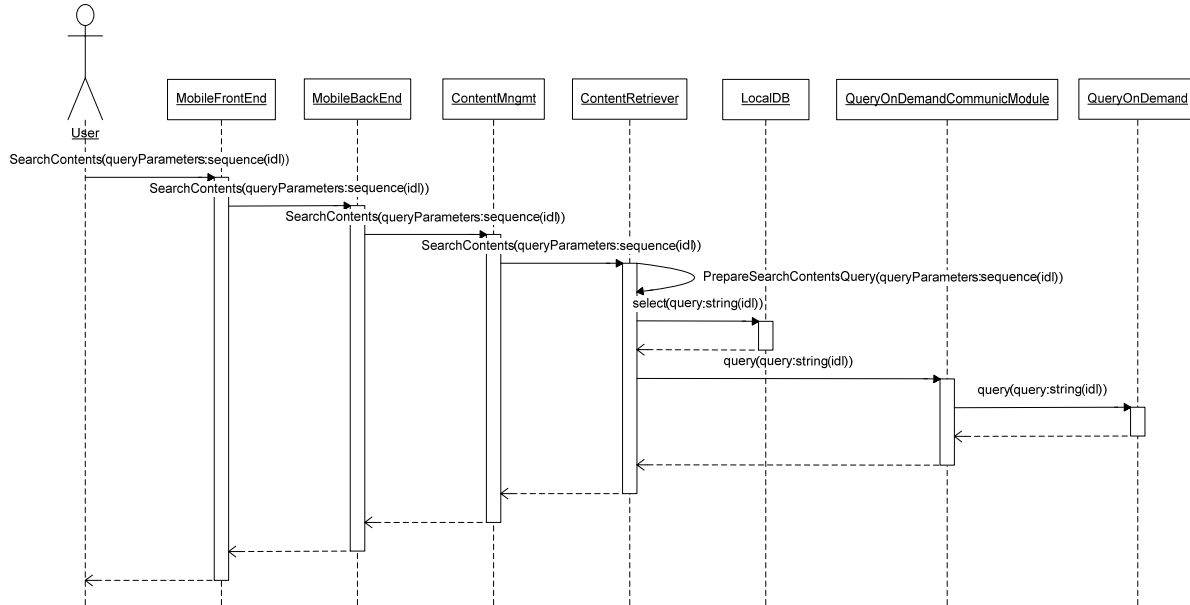 MobileFrontEnd
MobileBackEnd
ContentMngmt
ContentRetriever
LocalDB
QueryOnDemandCommunicModule
QueryOnDemand
User
SearchContents(queryParameters:sequence(idl))
SearchContents(queryParameters:sequence(idl))
SearchContents(queryParameters:sequence(idl))
SearchContents(queryParameters:sequence(idl))
PrepareSearchContentsQuery(queryParameters:sequence(idl))
select(query:string(idl))
query(query:string(idl))
query(query:string(idl))